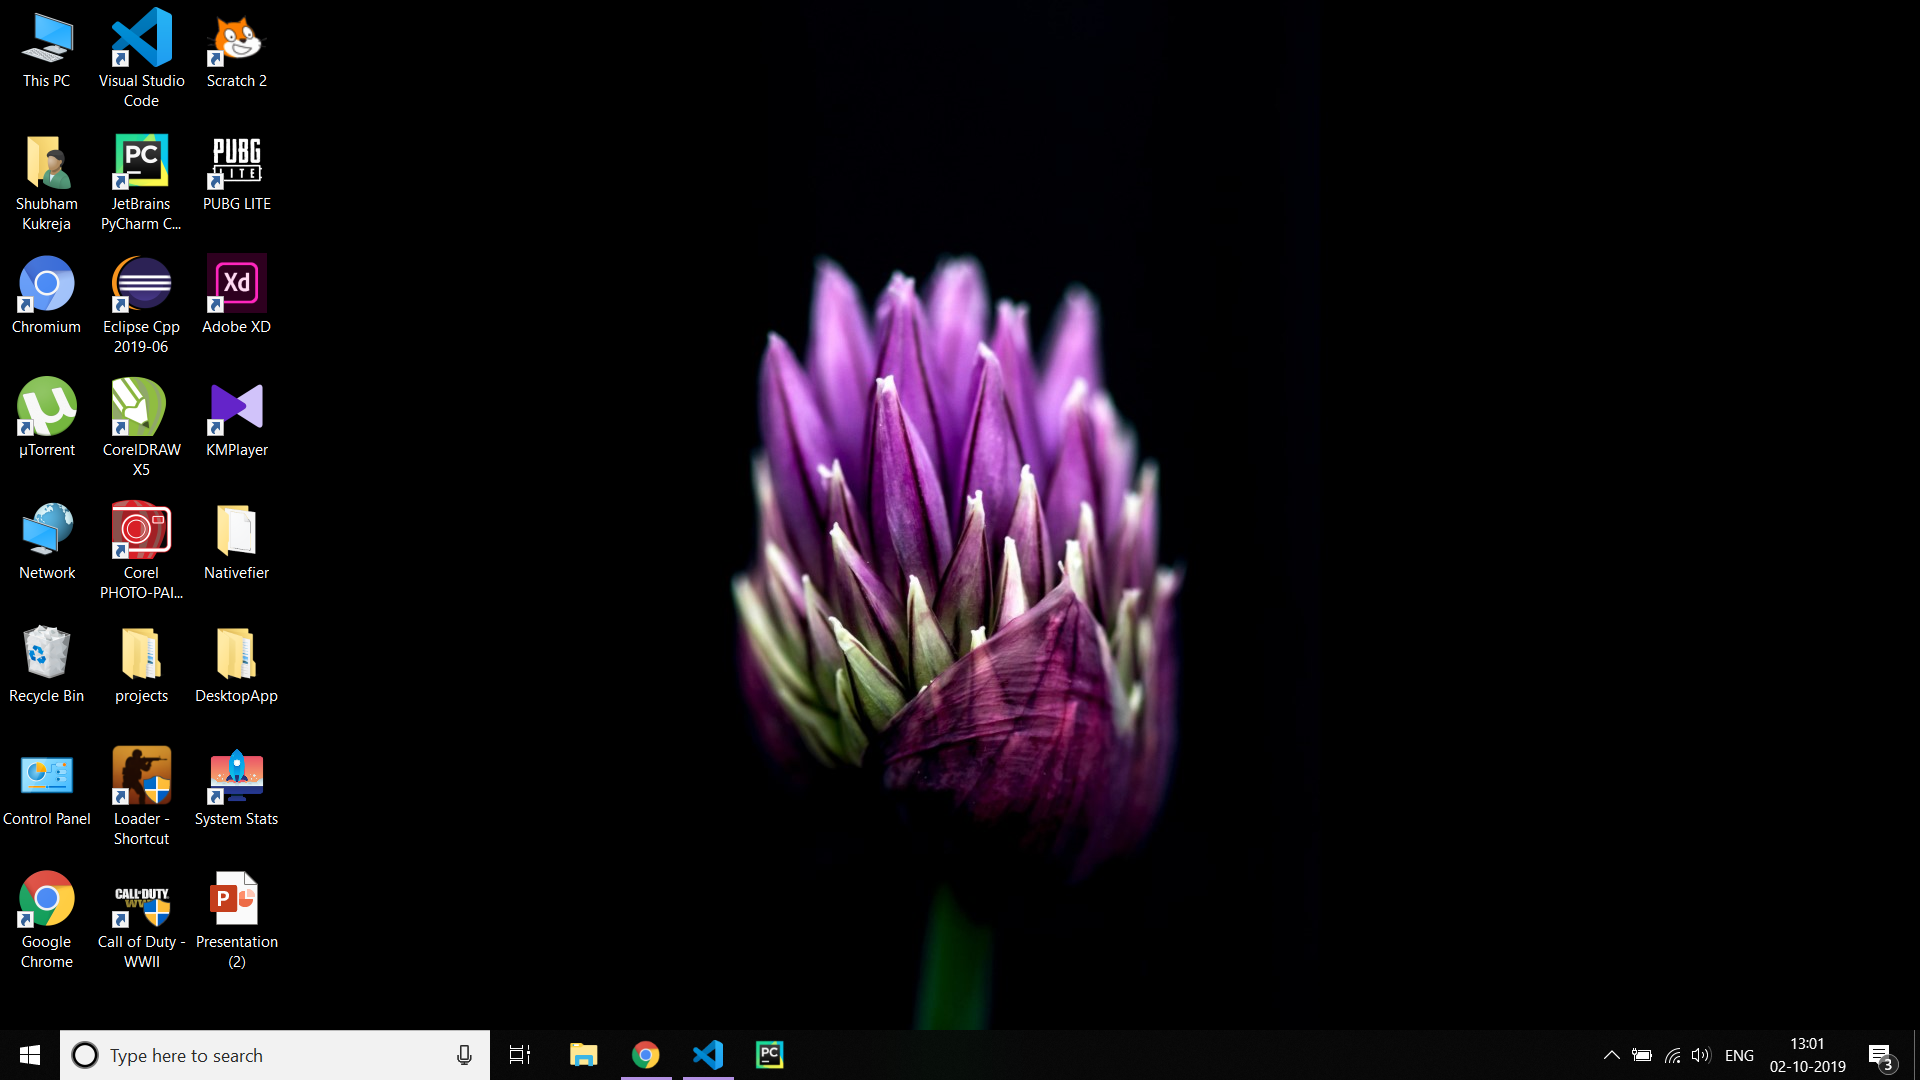 This PC
Visual Studio
Code
Scratch 2
Shubham
Kukreja
PC
JetBrains
PyCharm C...
PUBG
LITE
PUBG LITE
Chromium
Eclipse Cpp
2019-06
Xd
Adobe XD
µ
µTorrent
CorelDRAW
X5
KMPlayer
Network
Corel
PHOTO-PAI...
Nativefier
Recycle Bin
projects
DesktopApp
Control Panel
Loader -
Shortcut
System Stats
Google
Chrome
CALL OF DUTY
WWII
Call of Duty -
WWII
P
Presentation
(2)
Type here to search
PC
ENG
13:01
02-10-2019
3